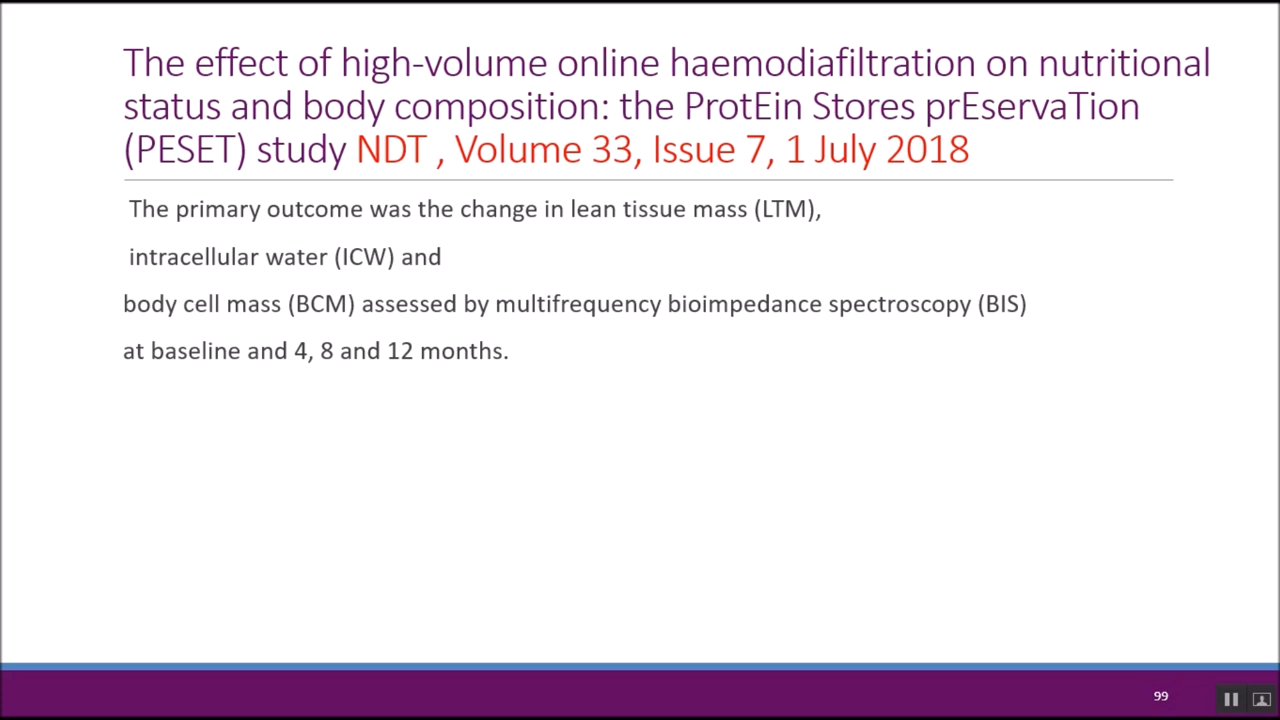 The effect of high-volume online haemodiafiltration on nutritional
status and body composition: the ProtEin Stores prEservaTion
(PESET) study NDT , Volume 33, Issue 7, 1 July 2018
The primary outcome was the change in lean tissue mass (LTM),
intracellular water (ICW) and
body cell mass (BCM) assessed by multifrequency bioimpedance spectroscopy (BIS)
at baseline and 4, 8 and 12 months.
99